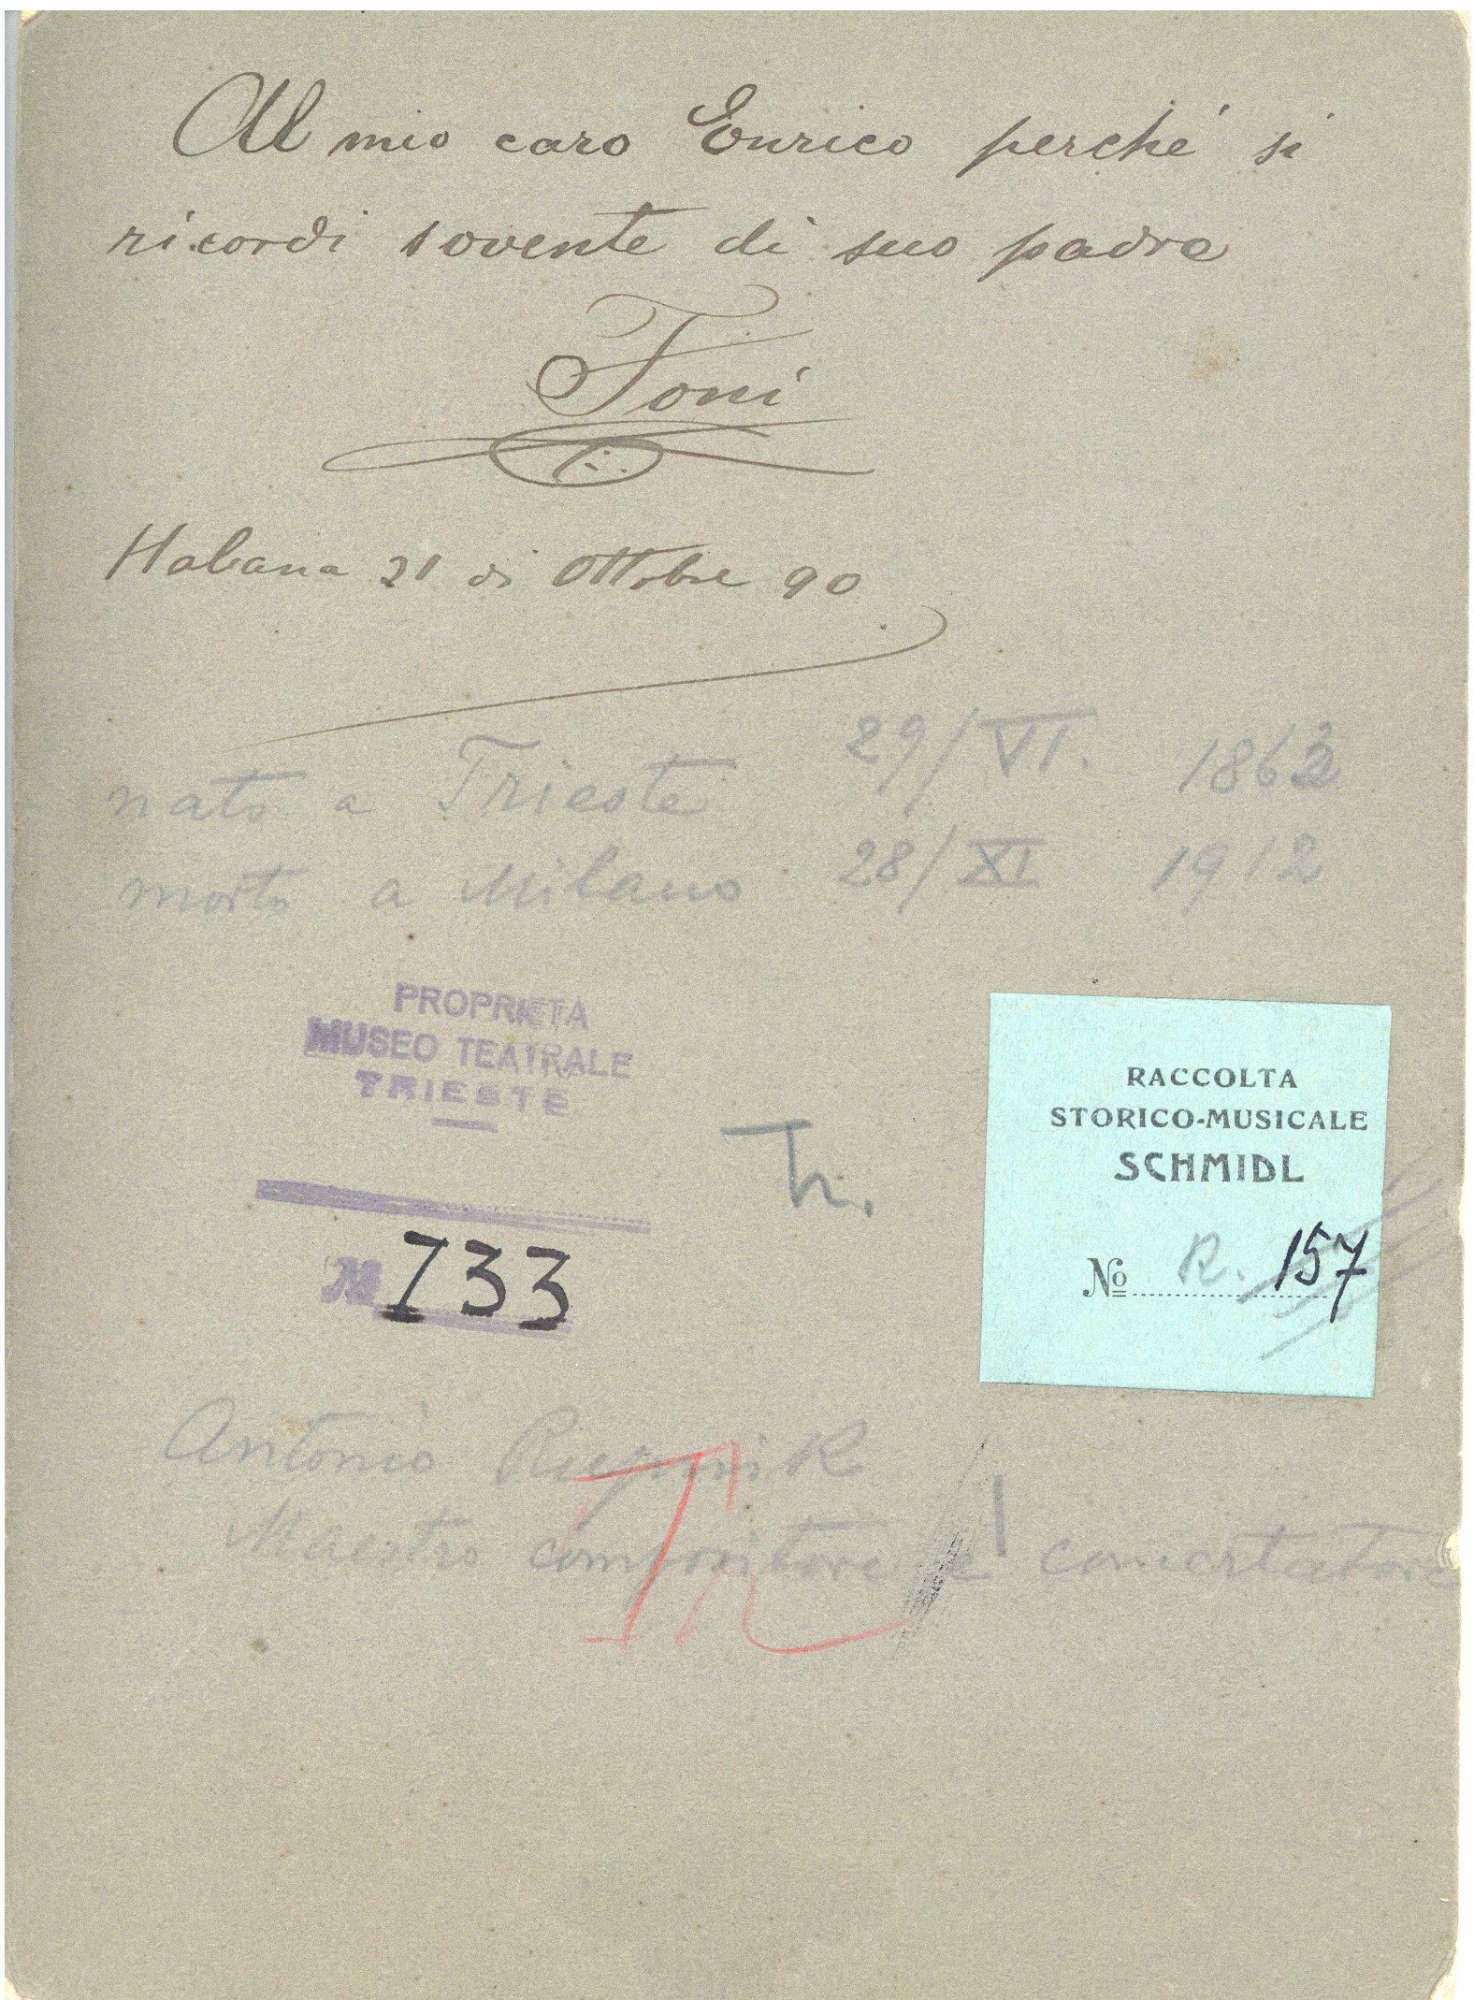 Al mio caro Enrico perché si
ricordi sovente di suo padre
Toni
Habana 21 di Ottobre 90
nato a Trieste 29/VI. 1862
morto a Milano 28/XI 1912
PROPRIETÀ
MUSEO TEATRALE
TRIESTE
Tr.
RACCOLTA
STORICO-MUSICALE
SCHMIDL
Nº R. 157
N 733
Antonio
Maestro compositore e concertatore